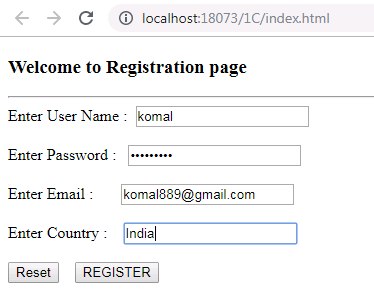 localhost:18073/1C/index.html
Welcome to Registration page
Enter User Name : komal
Enter Password : •••••••••
Enter Email : komal889@gmail.com
Enter Country : India
Reset REGISTER